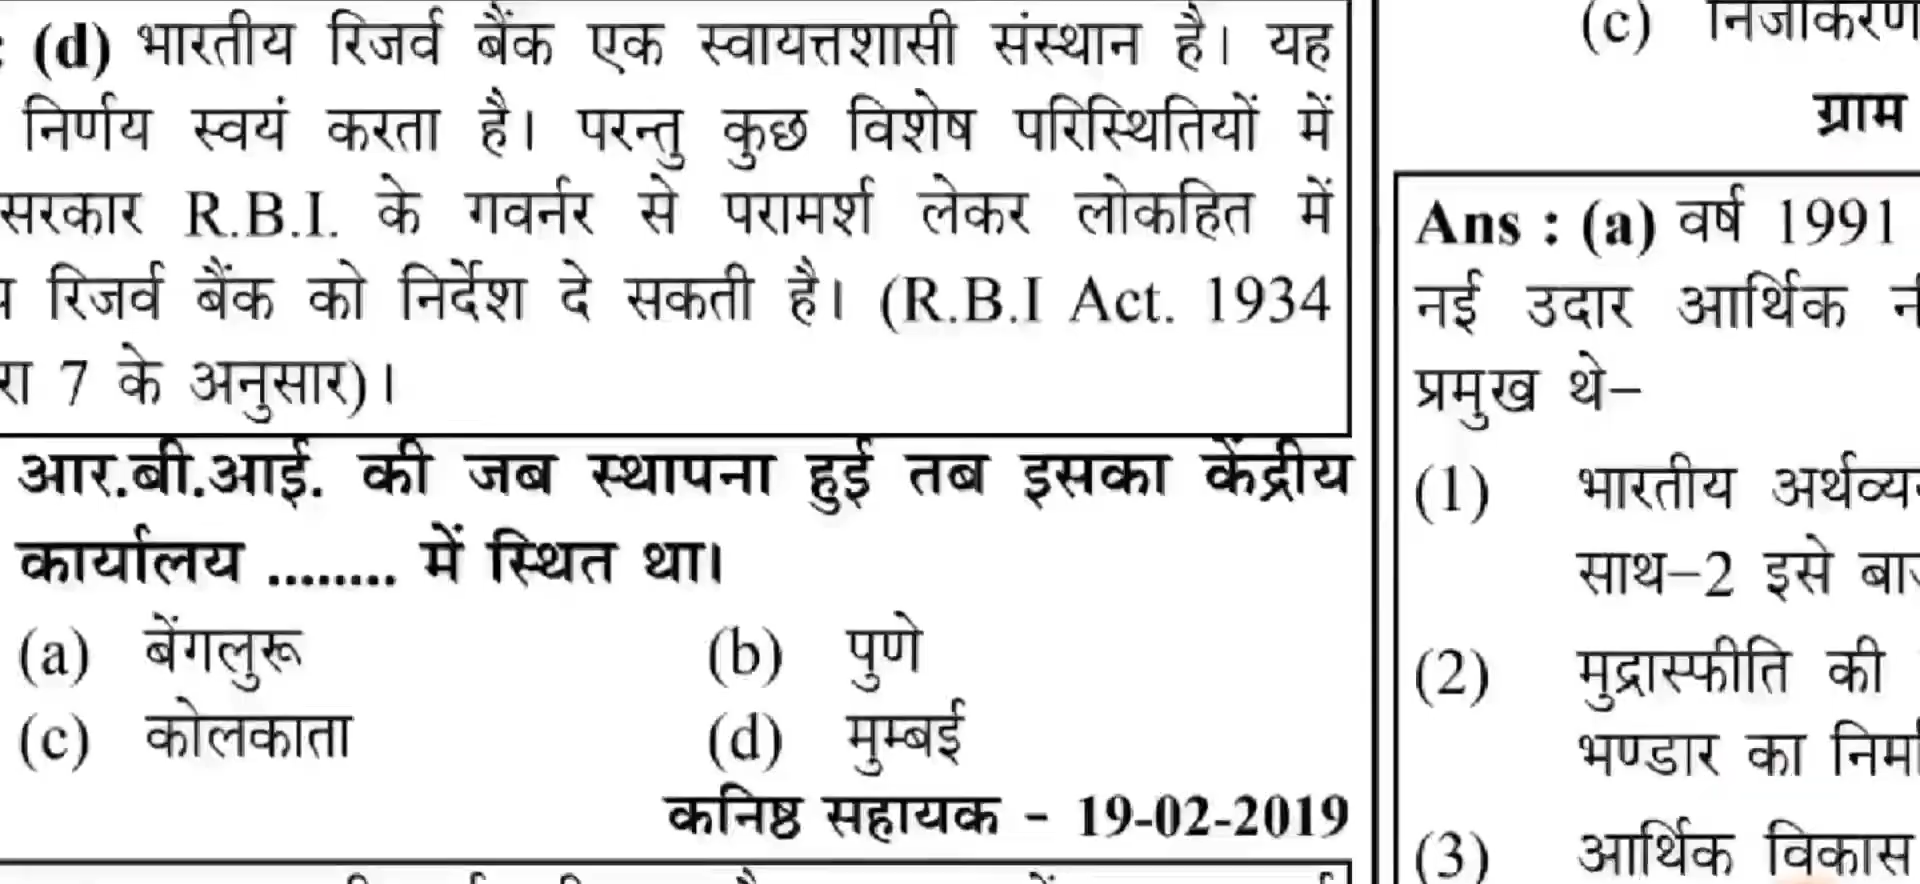 : (d) भारतीय रिजर्व बैंक एक स्वायत्तशासी संस्थान है। यह
निर्णय स्वयं करता है। परन्तु कुछ विशेष परिस्थितियों में
सरकार R.B.I. के गवर्नर से परामर्श लेकर लोकहित में
रिजर्व बैंक को निर्देश दे सकती है। (R.B.I Act. 1934
7 के अनुसार)।
आर.बी.आई. की जब स्थापना हुई तब इसका केंद्रीय
कार्यालय ........ में स्थित था।
(a) बेंगलुरू (b) पुणे
(c) कोलकाता (d) मुम्बई
कनिष्ठ सहायक - 19-02-2019
(c) निजीकरण
ग्राम
Ans : (a) वर्ष 1991
नई उदार आर्थिक
प्रमुख थे–
(1) भारतीय
साथ–2 इसे
(2) मुद्रास्फीति की
भण्डार का
(3) आर्थिक विकास